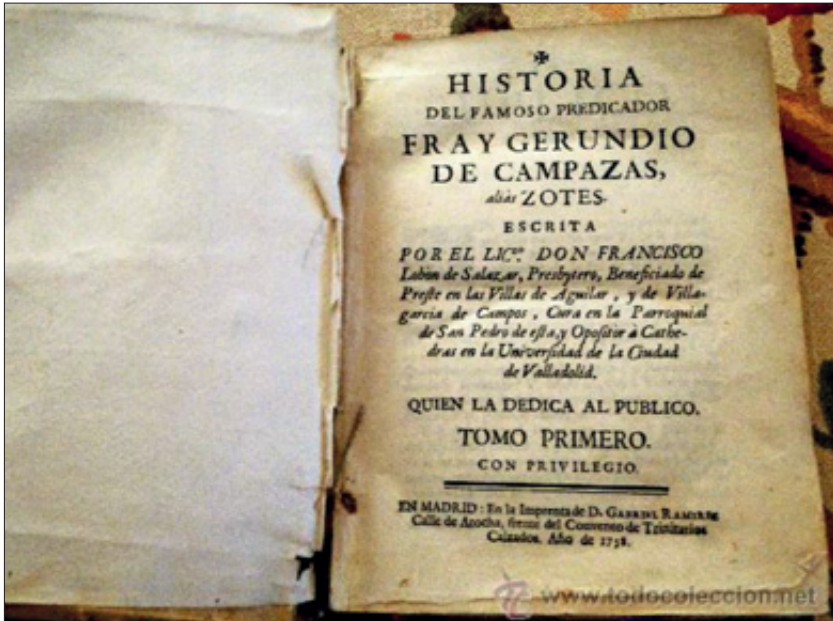 ✠
HISTORIA
DEL FAMOSO PREDICADOR
FRAY GERUNDIO
DE CAMPAZAS,
aliàs ZOTES.
ESCRITA
POR EL LIC.ᵈᵒ DON FRANCISCO
Lobòn de Salazar, Presbytero, Beneficiado de
Preste en las Villas de Aguilar, y de Villa-
garcia de Campos, Cura en la Parroquial
de San Pedro de esta, y Opositòr à Cathe-
dras en la Universidad de la Ciudad
de Valladolid.
QUIEN LA DEDICA AL PUBLICO.
TOMO PRIMERO.
CON PRIVILEGIO.
EN MADRID: En la Imprenta de D. GABRIEL RAMIREZ
Calle de Atocha, frente del Convento de Trinitarios
Calzados. Año de 1758.
www.todocoleccion.net